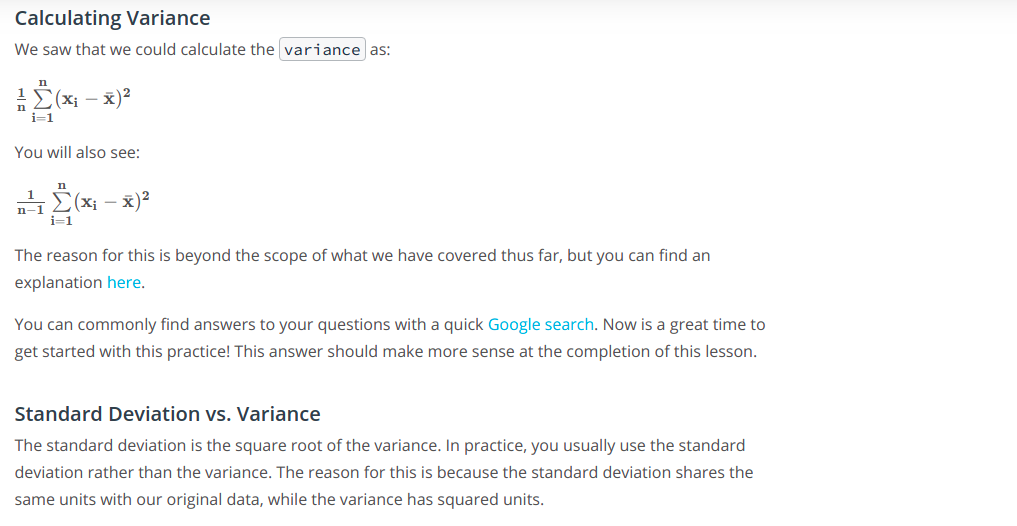 Calculating Variance
We saw that we could calculate the variance as:
$\frac{1}{n} \sum_{i=1}^{n} (x_i - \bar{x})^2$
You will also see:
$\frac{1}{n-1} \sum_{i=1}^{n} (x_i - \bar{x})^2$
The reason for this is beyond the scope of what we have covered thus far, but you can find an
explanation here.
You can commonly find answers to your questions with a quick Google search. Now is a great time to
get started with this practice! This answer should make more sense at the completion of this lesson.
Standard Deviation vs. Variance
The standard deviation is the square root of the variance. In practice, you usually use the standard
deviation rather than the variance. The reason for this is because the standard deviation shares the
same units with our original data, while the variance has squared units.